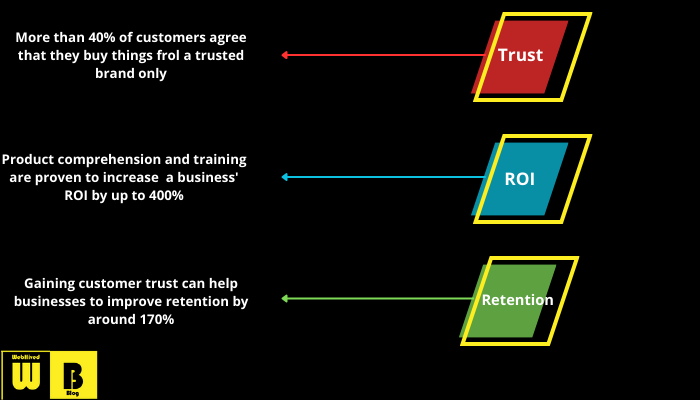 More than 40% of customers agree
that they buy things frol a trusted
brand only
Trust
Product comprehension and training
are proven to increase a business'
ROI by up to 400%
ROI
Gaining customer trust can help
businesses to improve retention by
around 170%
Retention
WebHived
W
B
Blog